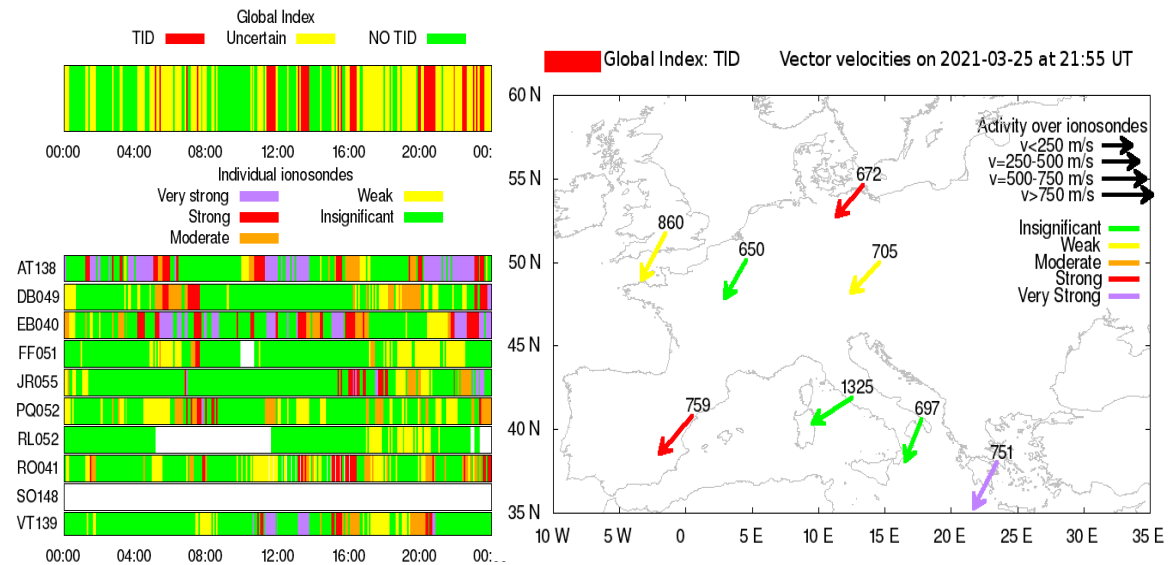 Global Index
TID Uncertain NO TID
00:00 04:00 08:00 12:00 16:00 20:00 00:
Individual ionosondes
Very strong Weak
Strong Insignificant
Moderate
AT138
DB049
EB040
FF051
JR055
PQ052
RL052
RO041
SO148
VT139
00:00 04:00 08:00 12:00 16:00 20:00 00:
Global Index: TID Vector velocities on 2021-03-25 at 21:55 UT
60 N
55 N
50 N
45 N
40 N
35 N
10 W 5 W 0 5 E 10 E 15 E 20 E 25 E 30 E 35 E
Activity over ionosondes
v<250 m/s
v=250-500 m/s
v=500-750 m/s
v>750 m/s
Insignificant
Weak
Moderate
Strong
Very Strong
672
860
650
705
1325
759
697
751